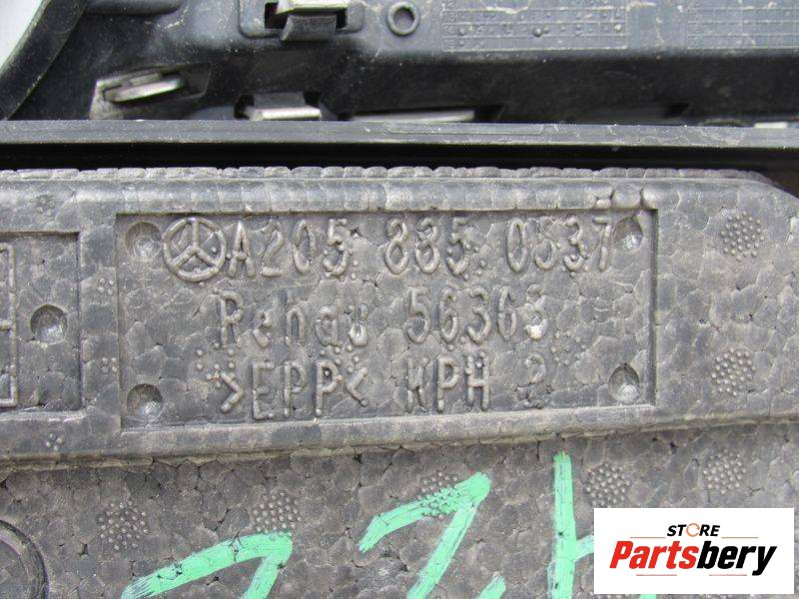 A205 885 0537
Rehau 56363
>EPP< KPH 2
STORE
Partsbery